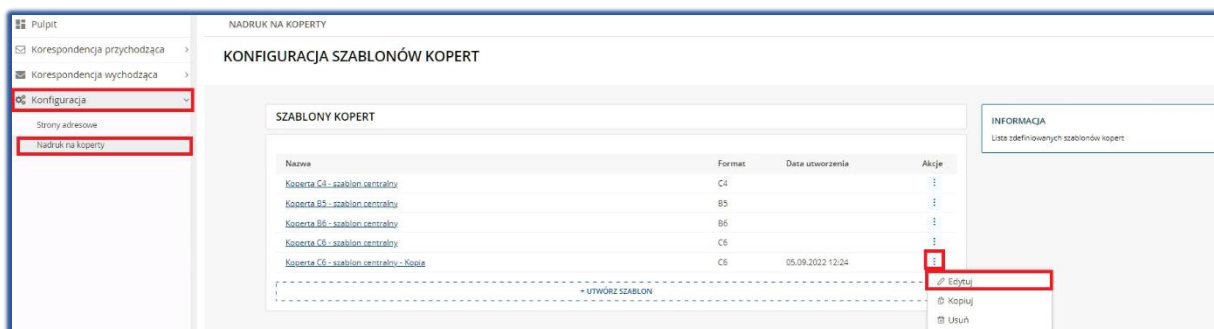 Pulpit
Korespondencja przychodząca
Korespondencja wychodząca
Konfiguracja
Strony adresowe
Nadruk na koperty
NADRUK NA KOPERTY
KONFIGURACJA SZABLONÓW KOPERT
SZABLONY KOPERT
Nazwa Format Data utworzenia Akcje
Koperta C4 - szablon centralny C4
Koperta B5 - szablon centralny B5
Koperta B6 - szablon centralny B6
Koperta C6 - szablon centralny C6
Koperta C6 - szablon centralny - Kopia C6 05.09.2022 12:24
+ UTWÓRZ SZABLON
Edytuj
Kopiuj
Usuń
INFORMACJA
Lista zdefiniowanych szablonów kopert